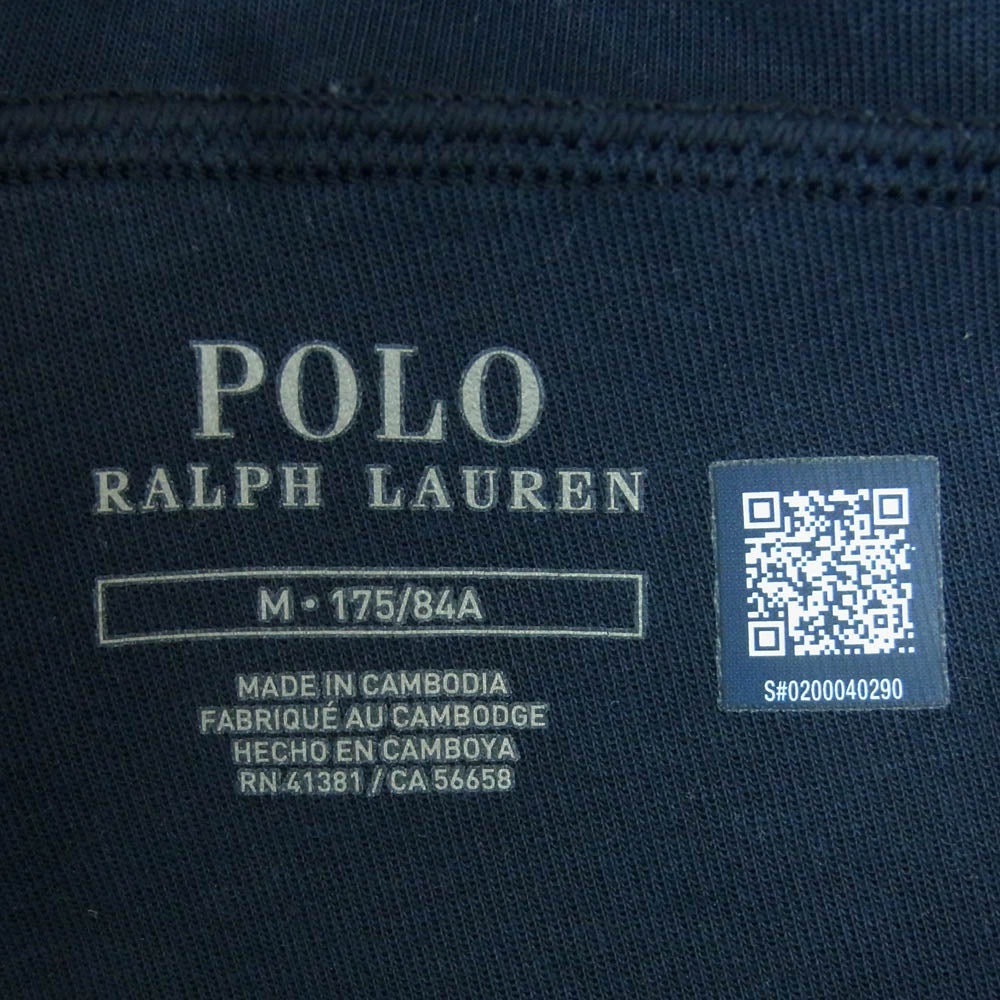 POLO
RALPH LAUREN
M • 175/84A
MADE IN CAMBODIA
FABRIQUÉ AU CAMBODGE
HECHO EN CAMBOYA
RN 41381 / CA 56658
S#0200040290